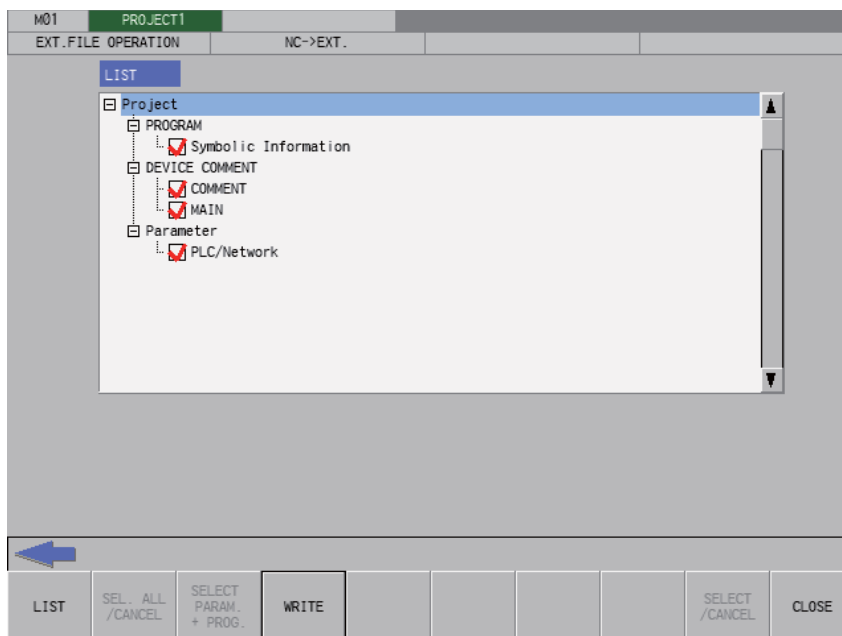 M01 PROJECT1
EXT.FILE OPERATION NC->EXT.
LIST
Project
PROGRAM
Symbolic Information
DEVICE COMMENT
COMMENT
MAIN
Parameter
PLC/Network
LIST
SEL. ALL
/CANCEL
SELECT
PARAM.
+ PROG.
WRITE
SELECT
/CANCEL
CLOSE